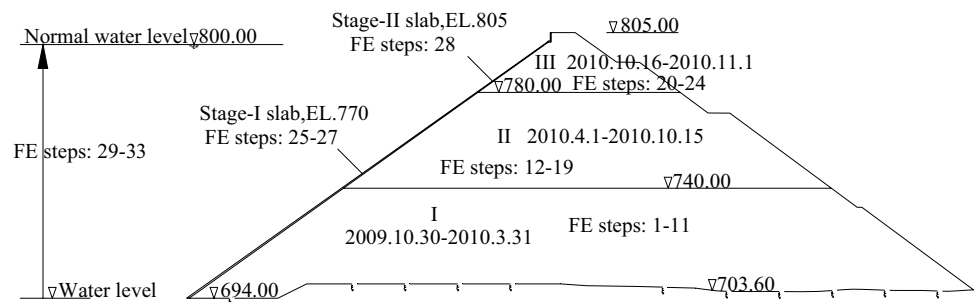 Stage-II slab,EL.805
FE steps: 28
▽805.00
Normal water level▽800.00
III 2010.10.16-2010.11.1
FE steps: 20-24
▽780.00
Stage-I slab,EL.770
FE steps: 25-27
II 2010.4.1-2010.10.15
FE steps: 29-33
FE steps: 12-19
▽740.00
I
2009.10.30-2010.3.31
FE steps: 1-11
▽Water level
▽694.00
▽703.60